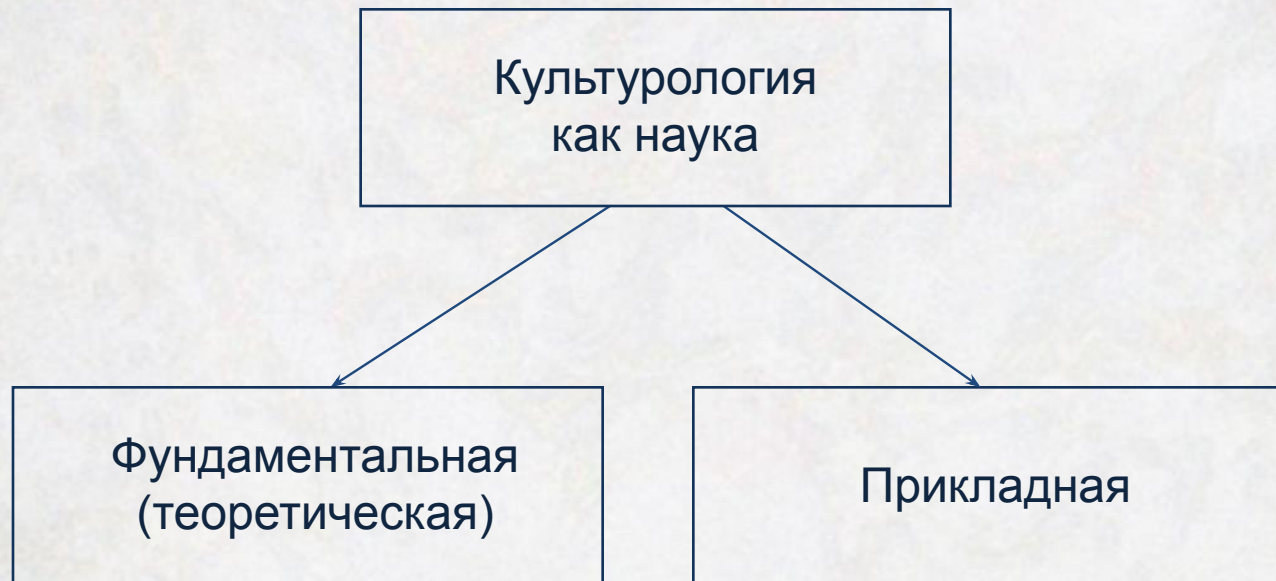 Культурология
как наука
Фундаментальная
(теоретическая)
Прикладная